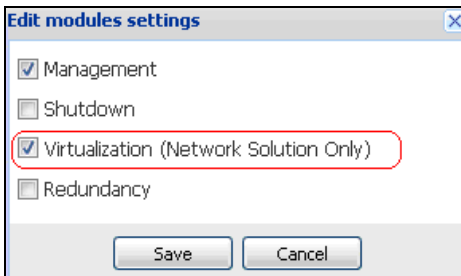 Edit modules settings
Management
Shutdown
Virtualization (Network Solution Only)
Redundancy
Save Cancel